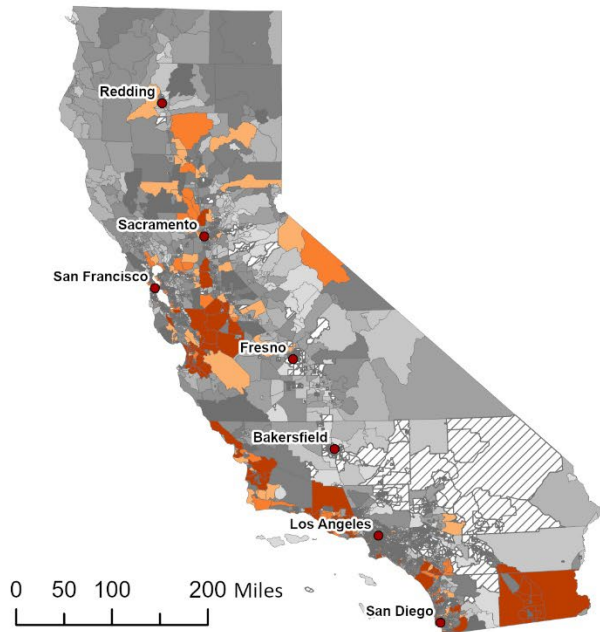 Redding
Sacramento
San Francisco
Fresno
Bakersfield
Los Angeles
San Diego
0 50 100 200 Miles